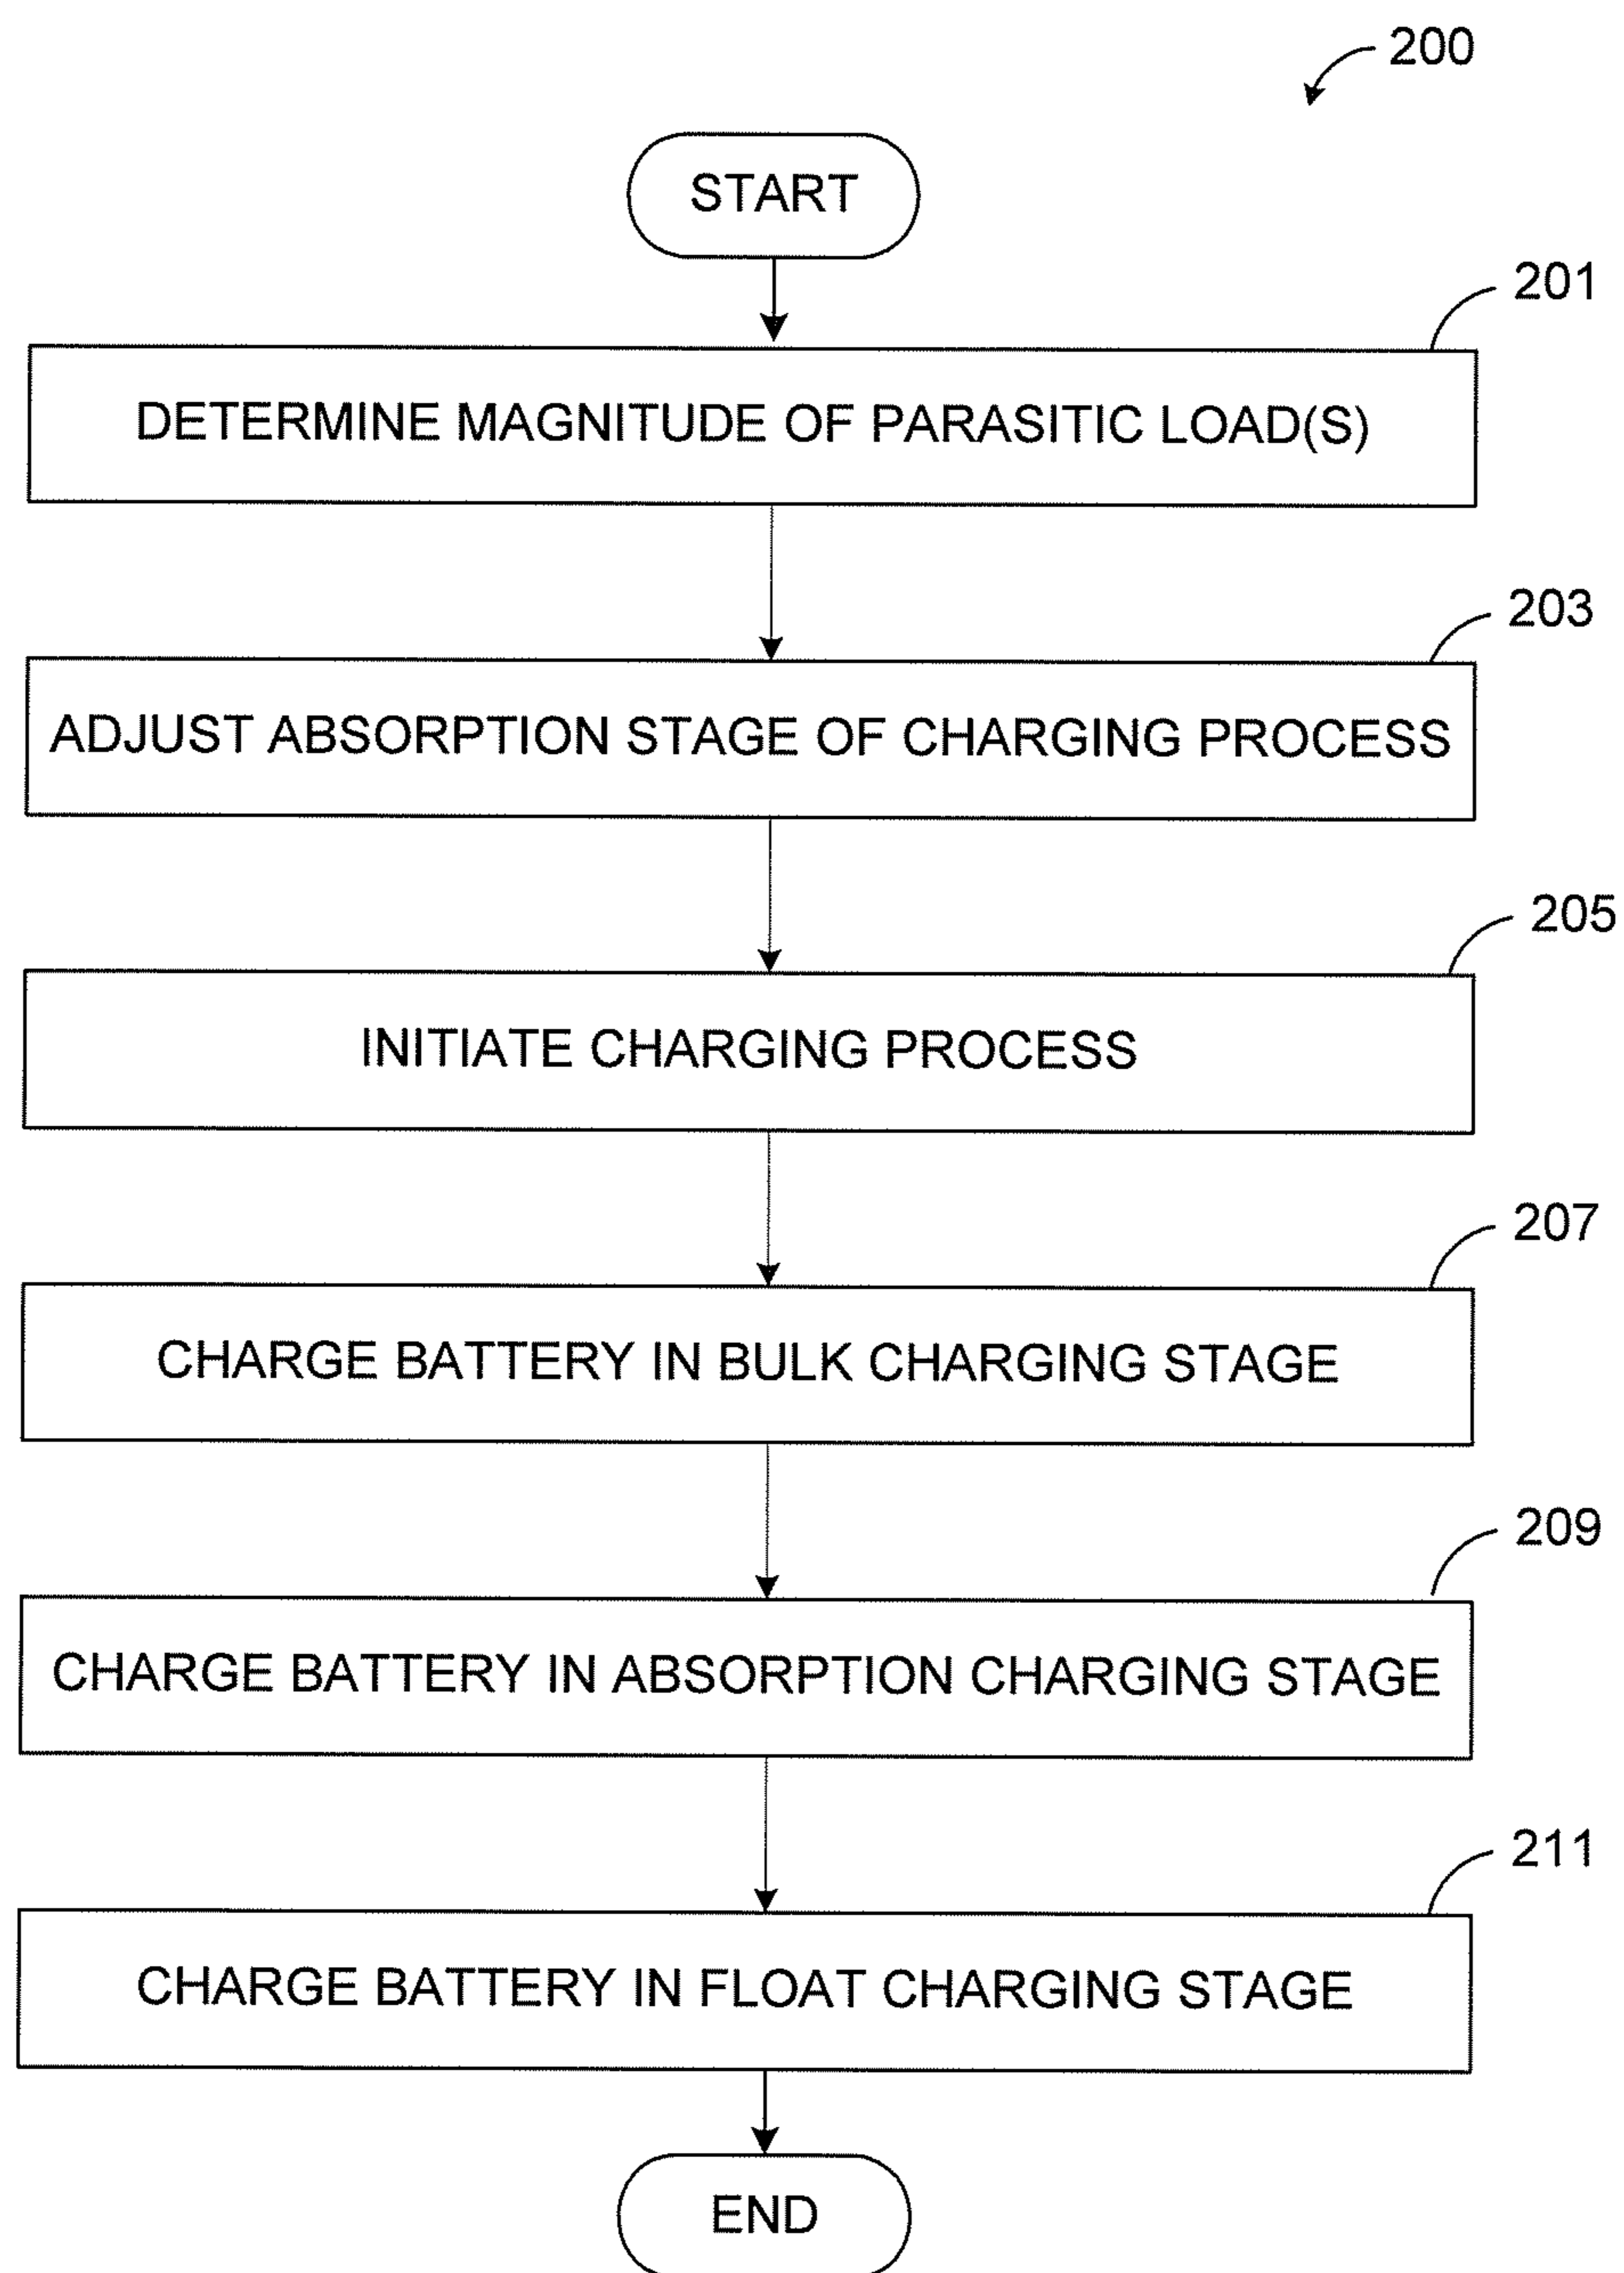 200
START
201
DETERMINE MAGNITUDE OF PARASITIC LOAD(S)
203
ADJUST ABSORPTION STAGE OF CHARGING PROCESS
205
INITIATE CHARGING PROCESS
207
CHARGE BATTERY IN BULK CHARGING STAGE
209
CHARGE BATTERY IN ABSORPTION CHARGING STAGE
211
CHARGE BATTERY IN FLOAT CHARGING STAGE
END